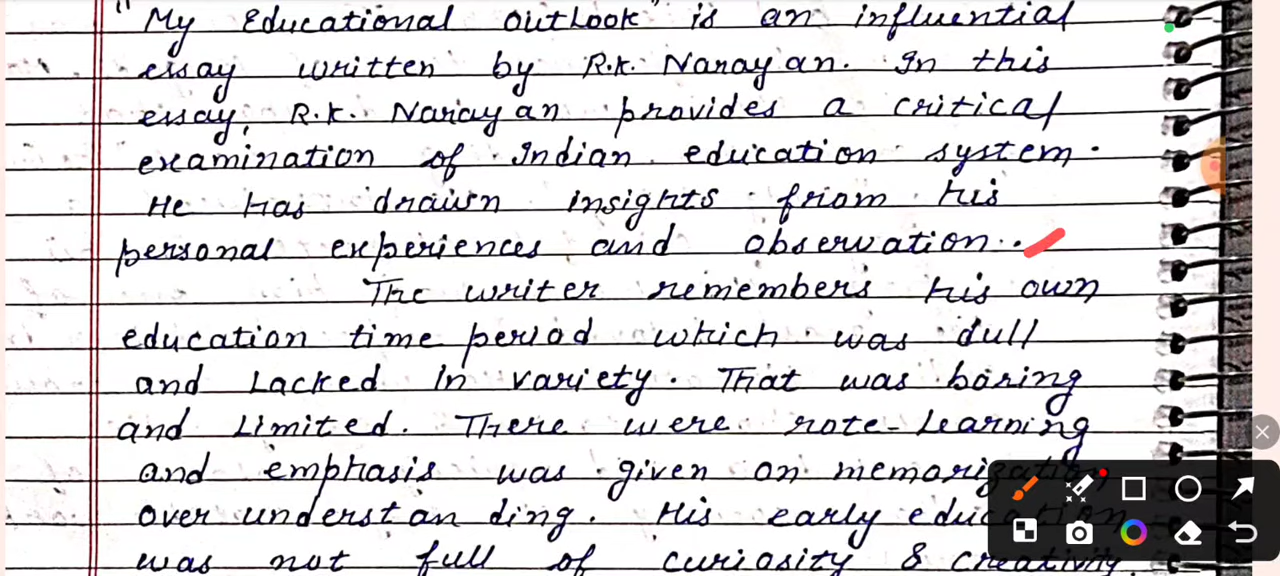 "My Educational outlook" is an influential
essay written by R.K. Narayan. In this
essay, R.K. Narayan provides a critical
examination of Indian education system.
He has drawn insights from his
personal experiences and observation.
The writer remembers his own
education time period which was dull
and Lacked in variety. That was boring
and Limited. There were rote-Learning
and emphasis was given on memorization
over understanding. His early education
was not full of curiosity & creativity.